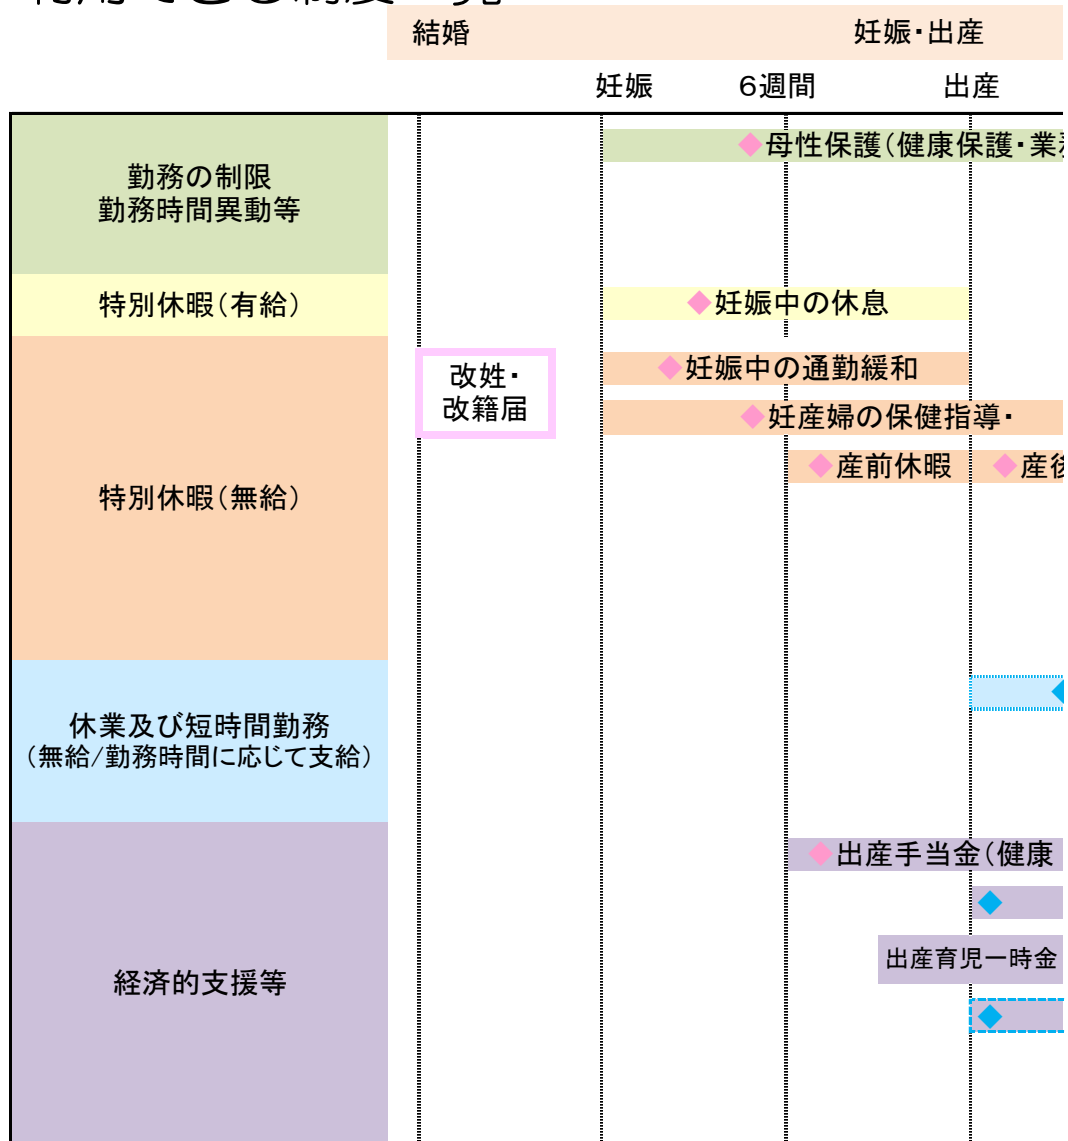 結婚 妊娠・出産
妊娠 6週間 出産
勤務の制限
勤務時間異動等
◆母性保護(健康保護・業
特別休暇(有給)
◆妊娠中の休息
特別休暇(無給)
改姓・
改籍届
◆妊娠中の通勤緩和
◆妊産婦の保健指導・
◆産前休暇 ◆産
休業及び短時間勤務
(無給/勤務時間に応じて支給)
経済的支援等
◆出産手当金(健康
出産育児一時金